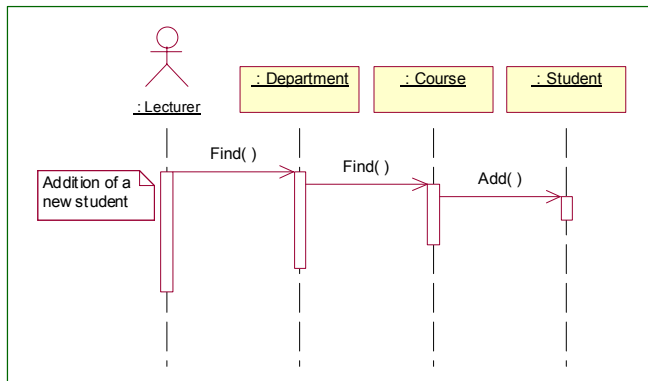 : Lecturer
: Department
: Course
: Student
Find( )
Find( )
Add( )
Addition of a
new student